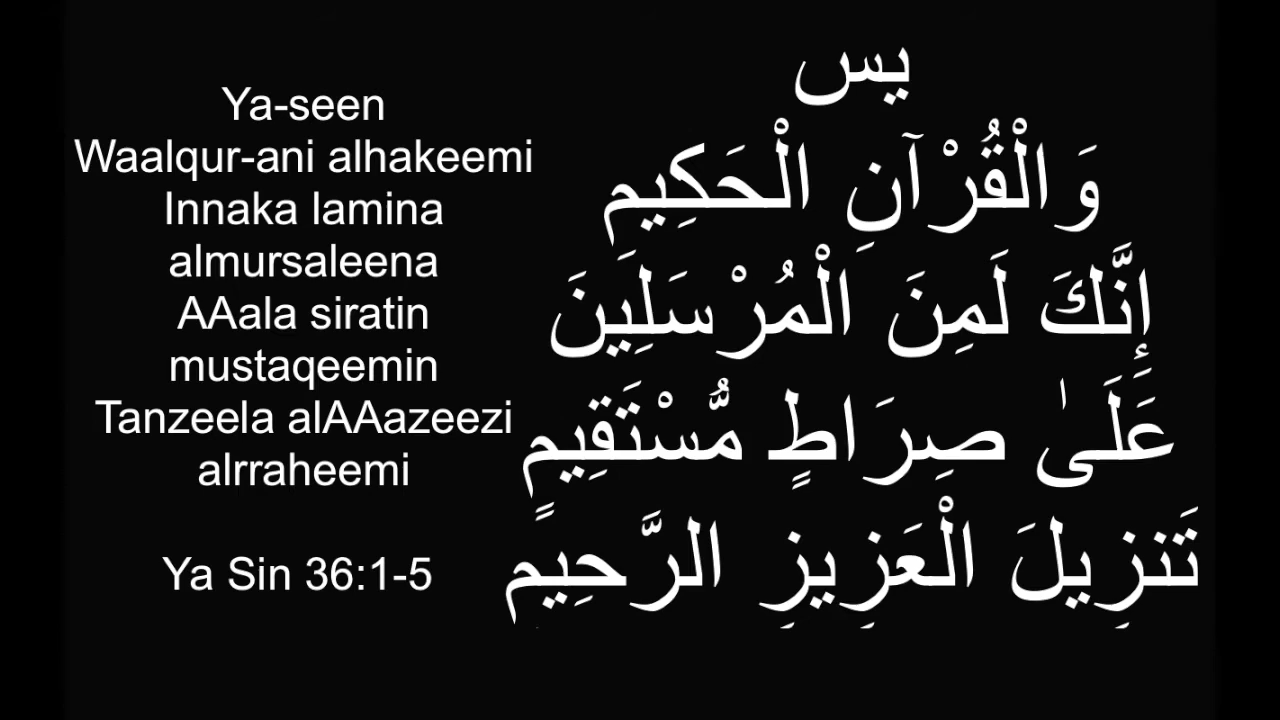 Ya-seen
Waalqur-ani alhakeemi
Innaka lamina
almursaleena
AAala siratin
mustaqeemin
Tanzeela alAAazeezi
alrraheemi
Ya Sin 36:1-5
يس
وَالْقُرْآنِ الْحَكِيمِ
إِنَّكَ لَمِنَ الْمُرْسَلِينَ
عَلَىٰ صِرَاطٍ مُّسْتَقِيمٍ
تَنزِيلَ الْعَزِيزِ الرَّحِيمِ